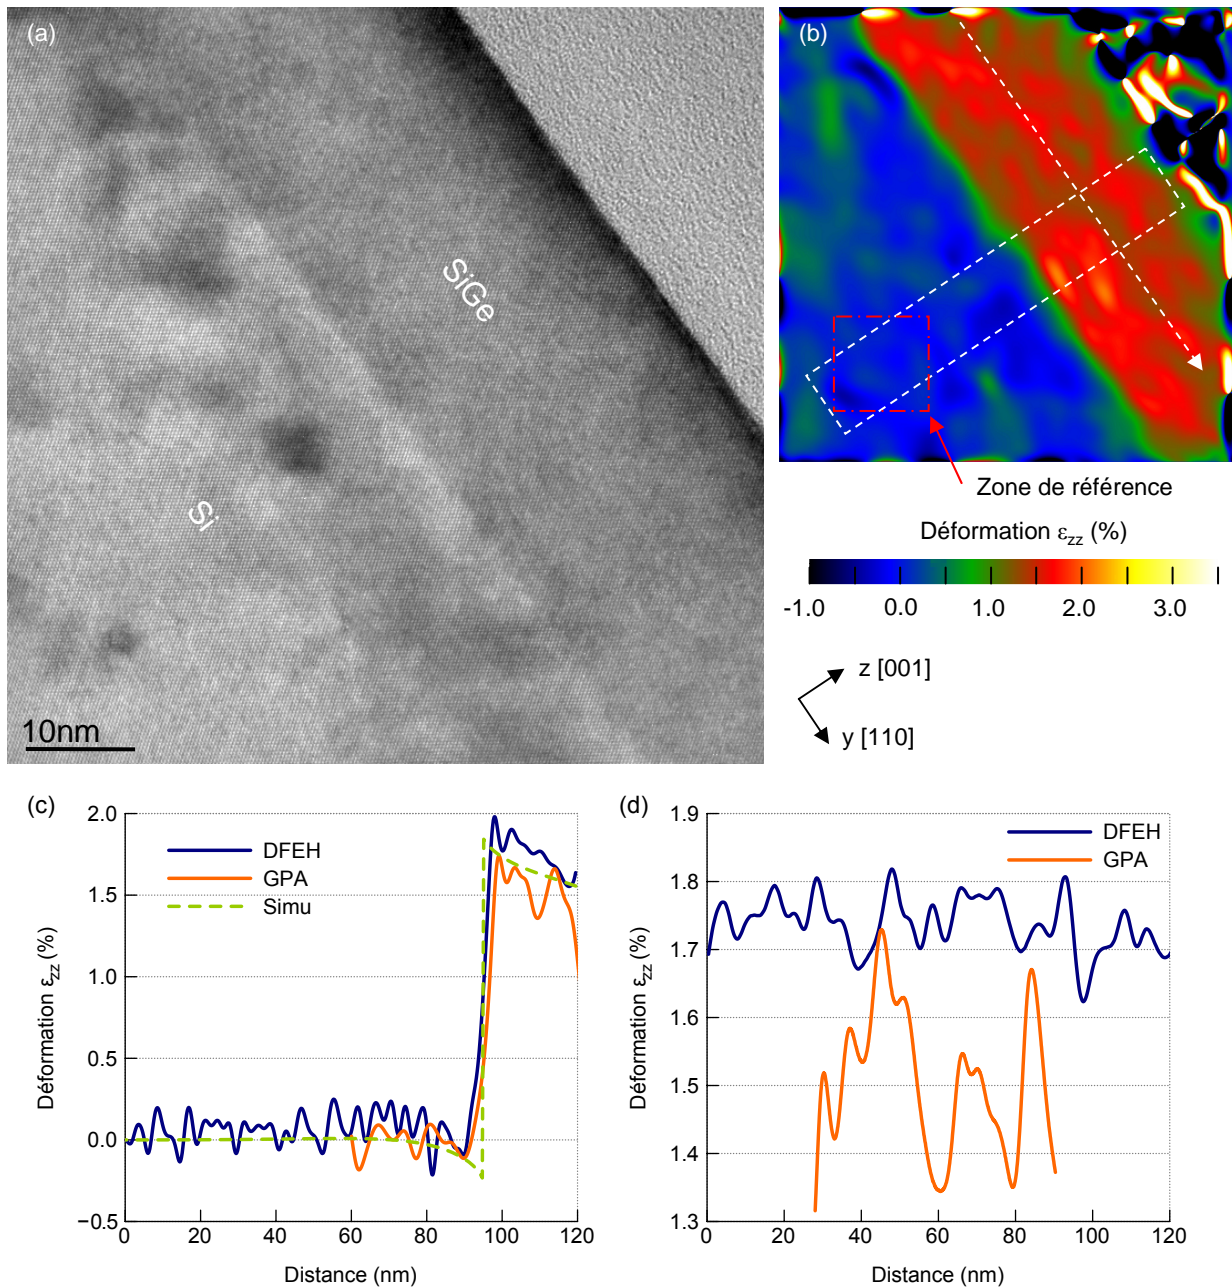 (a)
SiGe
Si
10nm
(b)
Zone de référence
Déformation εzz (%)
-1.0 0.0 1.0 2.0 3.0
z [001]
y [110]
(c)
2.0
1.5
1.0
0.5
0.0
−0.5
Déformation εzz (%)
DFEH
GPA
Simu
0 20 40 60 80 100 120
Distance (nm)
(d)
1.9
1.8
1.7
1.6
1.5
1.4
1.3
Déformation εzz (%)
DFEH
GPA
0 20 40 60 80 100 120
Distance (nm)